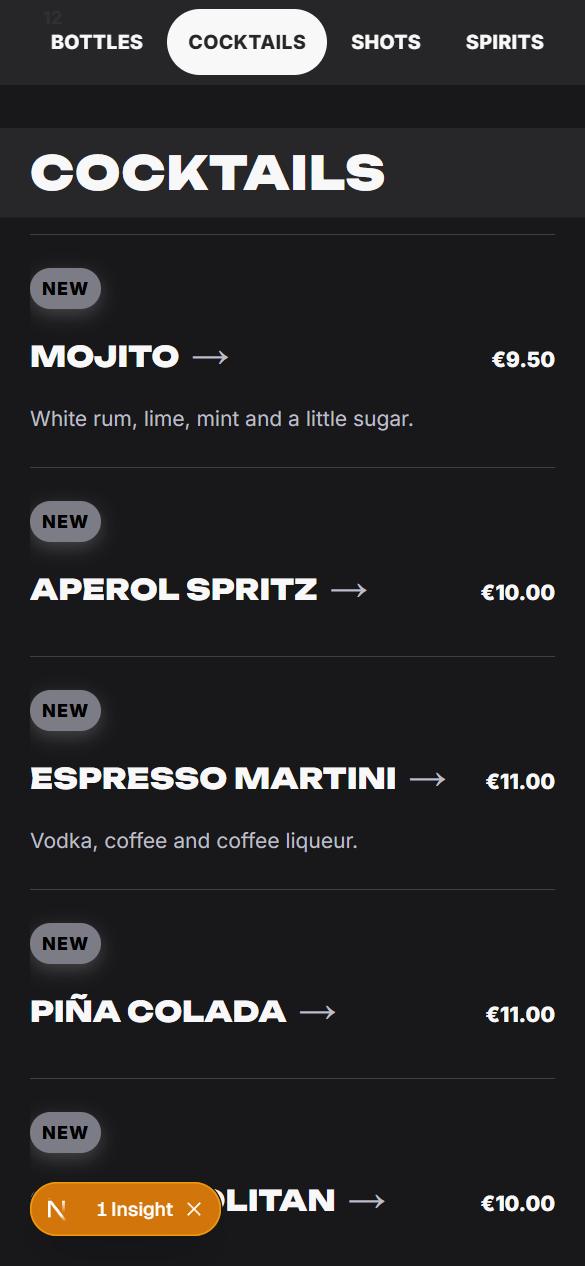 12
BOTTLES COCKTAILS SHOTS SPIRITS
COCKTAILS
NEW
MOJITO → €9.50
White rum, lime, mint and a little sugar.
NEW
APEROL SPRITZ → €10.00
NEW
ESPRESSO MARTINI → €11.00
Vodka, coffee and coffee liqueur.
NEW
PIÑA COLADA → €11.00
NEW
LITAN → €10.00
N 1 Insight ×